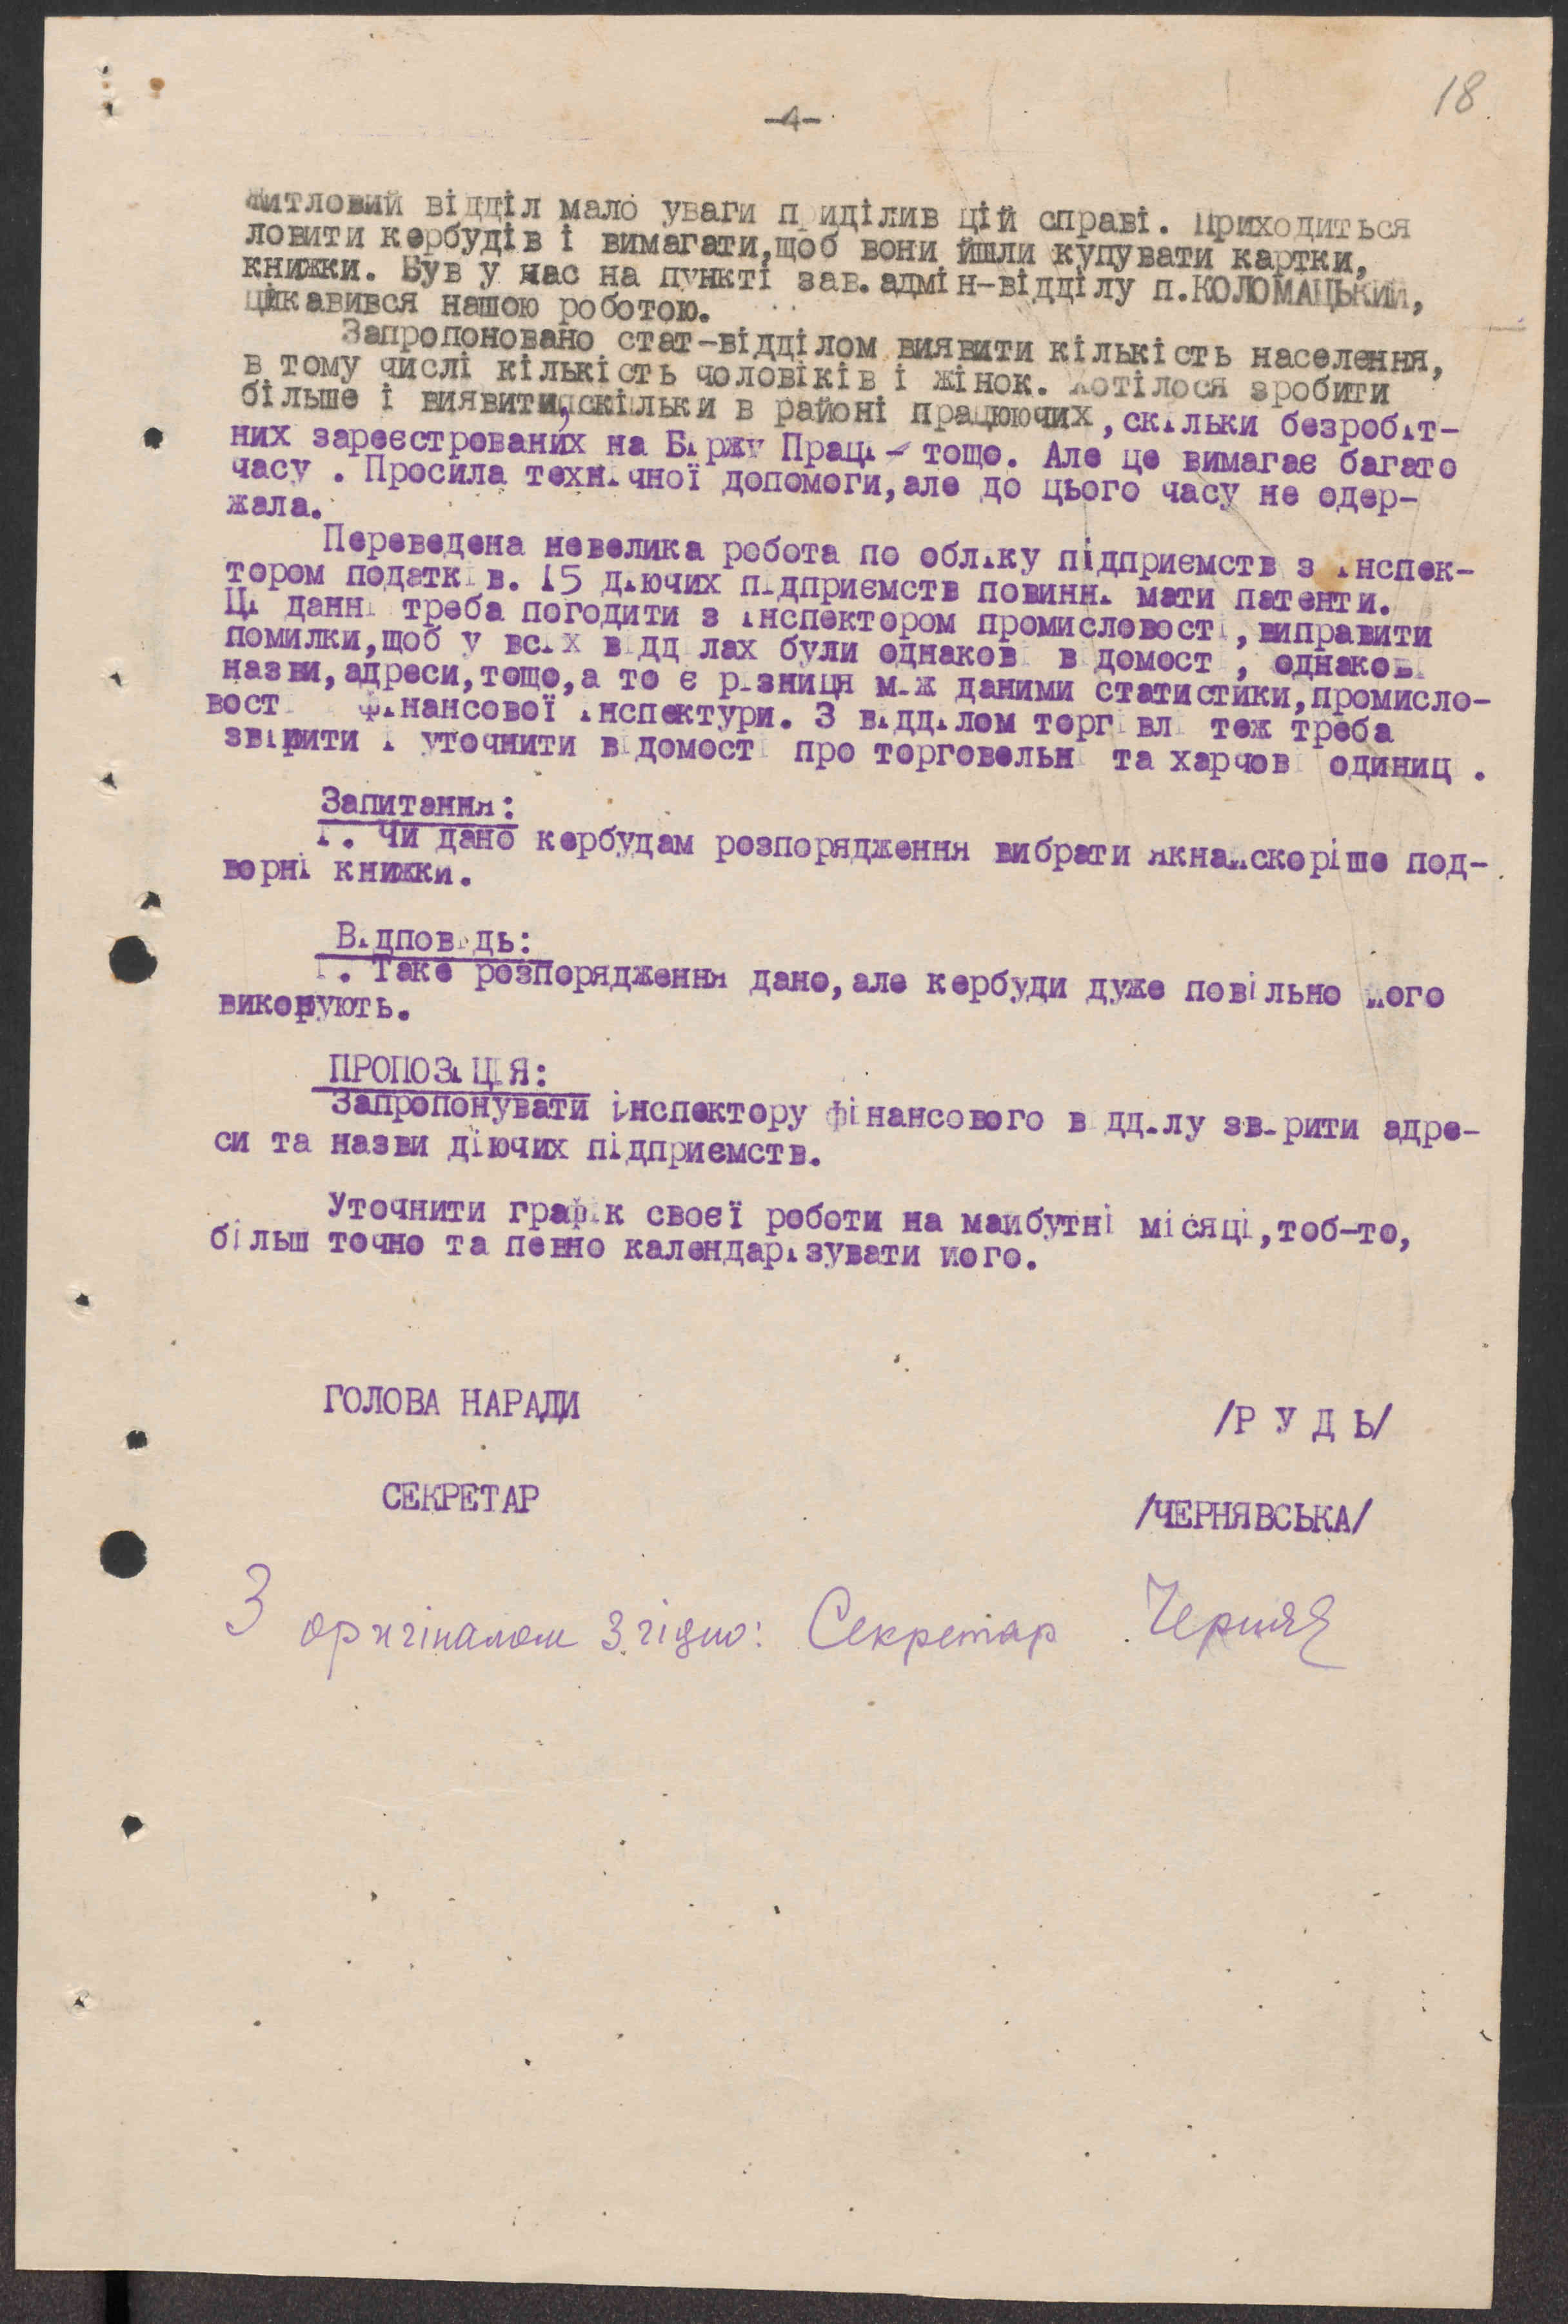 18
-4-
Житловий відділ мало уваги приділив цій справі. Приходиться
ловити кербудів і вимагати,щоб вони йшли купувати картки,
книжки. Був у нас на пункті зав.адмін-відділу п.КОЛОМАЦЬКИЙ,
цікавився нашою роботою.
Запропоновано стат-відділом виявити кількість населення,
в тому числі кількість чоловіків і жінок. Хотілося зробити
більше і виявити,скільки в районі працюючих,скільки безробіт-
них зареєстрованих на Біржу Праці - тощо. Але це вимагає багато
часу . Просила технічної допомоги,але до цього часу не одер-
жала.
Переведена невелика робота по обліку підприємств з інспек-
тором податків. 15 діючих підприємств повинні мати патенти.
Ці данні треба погодити з інспектором промисловості,виправити
помилки,щоб у всіх відділах були однакові відомості, однакові
назви,адреси,тощо,а то є різниця між даними статистики,промисло-
вост фінансової інспектури. З відділом торгівлі теж треба
звірити і уточнити відомості про торговельні та харчові одиниці.
Запитання:
1. Чи дано кербудам розпорядження вибрати якнайскоріше под-
ворні книжки.
Відповідь:
1. Таке розпорядження дано,але кербуди дуже повільно його
виконують.
ПРОПОЗИЦІЯ:
Запропонувати інспектору фінансового відділу звірити адре-
си та назви діючих підприємств.
Уточнити графік своєї роботи на майбутні місяці,тоб-то,
більш точно та певно календарізувати його.
ГОЛОВА НАРАДИ
/Р У Д Ь/
СЕКРЕТАР
/ЧЕРНЯВСЬКА/
З оригіналом згідно: Секретар